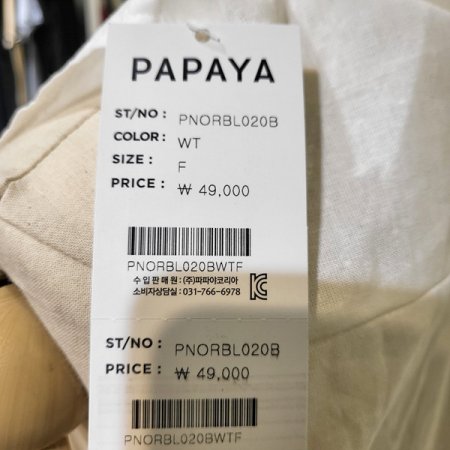 PAPAYA
ST/NO : PNORBL020B
COLOR : WT
SIZE : F
PRICE : ₩ 49,000
PNORBL020BWTF
수 입 판 매 원 : (주)파파야코리아
소비자상담실 : 031-766-6978
ST/NO : PNORBL020B
PRICE : ₩ 49,000
PNORBL020BWTF